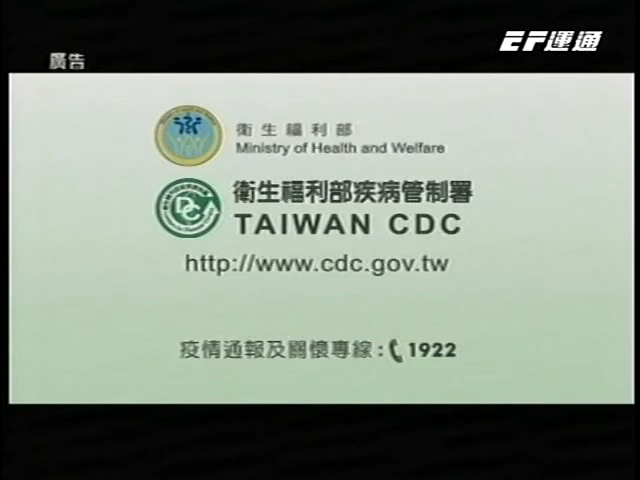 EF運通
廣告
衛生福利部
Ministry of Health and Welfare
衛生福利部疾病管制署
TAIWAN CDC
http://www.cdc.gov.tw
疫情通報及關懷專線:1922